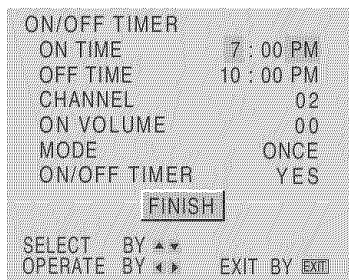 ON/OFF TIMER
ON TIME 7 : 00 PM
OFF TIME 10 : 00 PM
CHANNEL 02
ON VOLUME 00
MODE ONCE
ON/OFF TIMER YES
FINISH
SELECT BY ▲▼
OPERATE BY ◀▶ EXIT BY EXIT